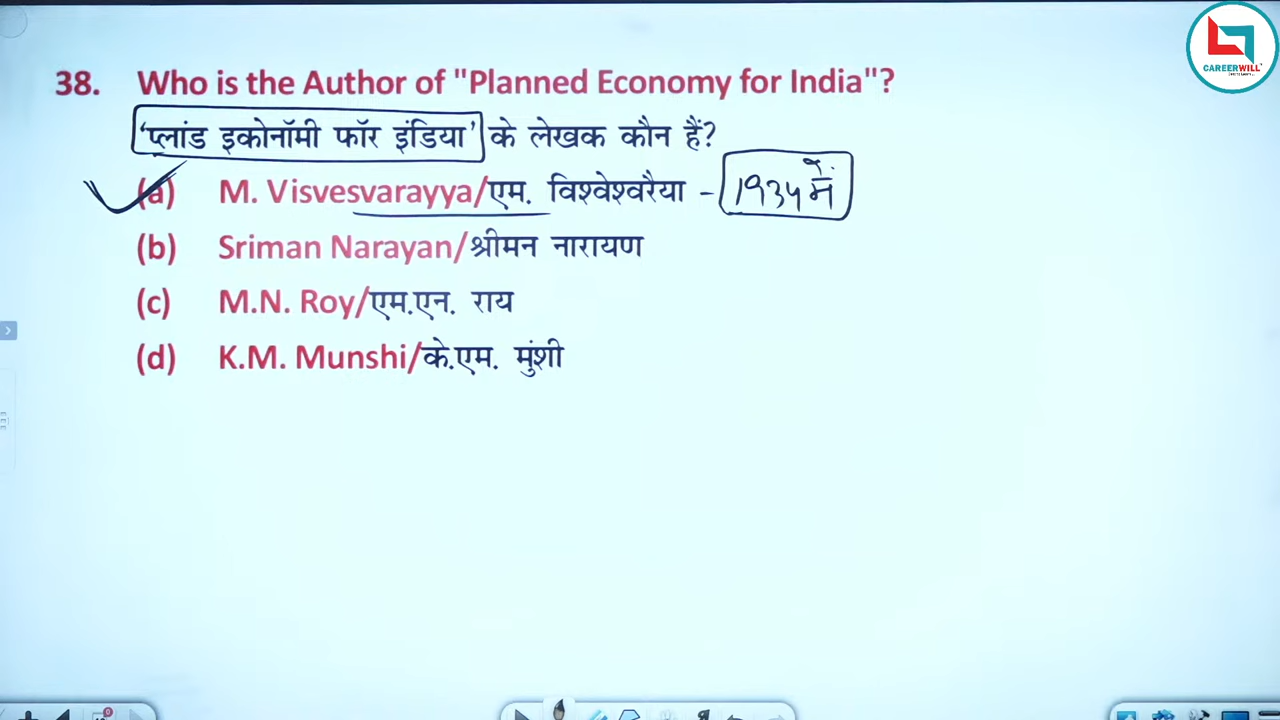 CAREERWILL
38. Who is the Author of "Planned Economy for India"?
'प्लांड इकोनॉमी फॉर इंडिया' के लेखक कौन हैं?
(a) M. Visvesvarayya/एम. विश्वेश्वरैया - 1934 में
(b) Sriman Narayan/श्रीमन नारायण
(c) M.N. Roy/एम.एन. राय
(d) K.M. Munshi/के.एम. मुंशी